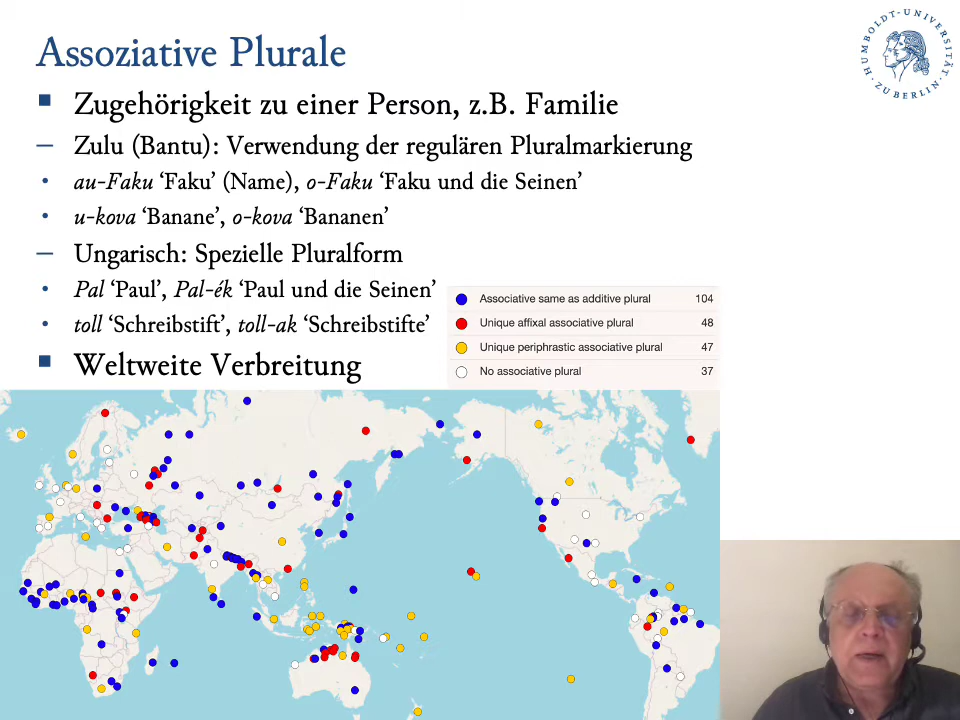 Assoziative Plurale
HUMBOLDT-UNIVERSITÄT ZU BERLIN
Zugehörigkeit zu einer Person, z.B. Familie
Zulu (Bantu): Verwendung der regulären Pluralmarkierung
au-Faku ‘Faku’ (Name), o-Faku ‘Faku und die Seinen’
u-kova ‘Banane’, o-kova ‘Bananen’
Ungarisch: Spezielle Pluralform
Pal ‘Paul’, Pal-ék ‘Paul und die Seinen’
toll ‘Schreibstift’, toll-ak ‘Schreibstifte’
Weltweite Verbreitung
Associative same as additive plural 104
Unique affixal associative plural 48
Unique periphrastic associative plural 47
No associative plural 37